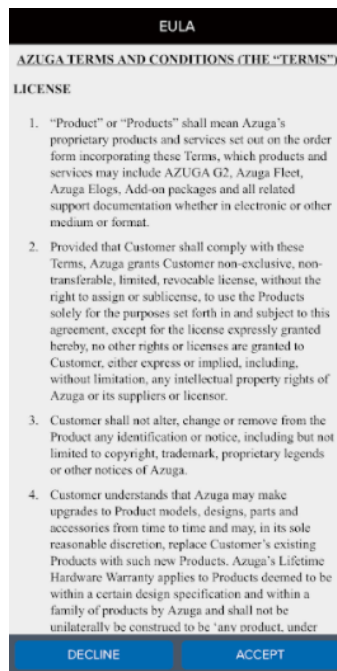 EULA
AZUGA TERMS AND CONDITIONS (THE “TERMS”)
LICENSE
1. “Product” or “Products” shall mean Azuga’s
proprietary products and services set out on the order
form incorporating these Terms, which products and
services may include AZUGA G2, Azuga Fleet,
Azuga Elogs, Add-on packages and all related
support documentation whether in electronic or other
medium or format.
2. Provided that Customer shall comply with these
Terms, Azuga grants Customer non-exclusive, non-
transferable, limited, revocable license, without the
right to assign or sublicense, to use the Products
solely for the purposes set forth in and subject to this
agreement, except for the license expressly granted
hereby, no other rights or licenses are granted to
Customer, either express or implied, including,
without limitation, any intellectual property rights of
Azuga or its suppliers or licensor.
3. Customer shall not alter, change or remove from the
Product any identification or notice, including but not
limited to copyright, trademark, proprietary legends
or other notices of Azuga.
4. Customer understands that Azuga may make
upgrades to Product models, designs, parts and
accessories from time to time and may, in its sole
reasonable discretion, replace Customer’s existing
Products with such new Products. Azuga’s Lifetime
Hardware Warranty applies to Products deemed to be
within a certain design specification and within a
family of products by Azuga and shall not be
unilaterally be construed to be ‘any product, under
DECLINE
ACCEPT